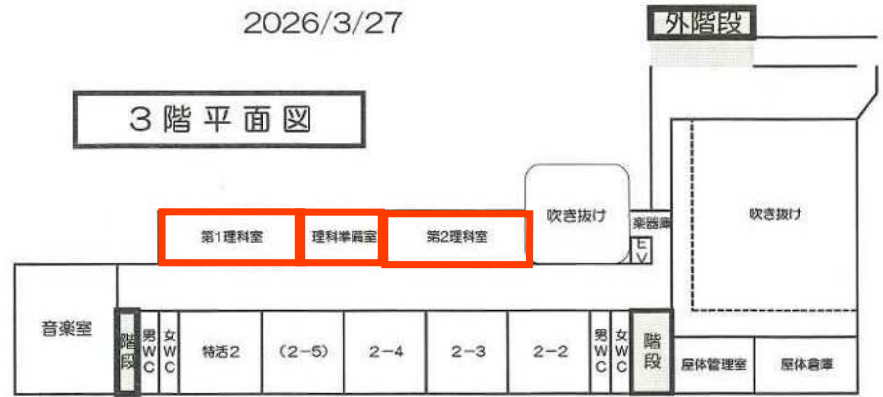 2026/3/27
外階段
3階平面図
吹き抜け
楽器庫
吹き抜け
第1理科室
理科準備室
第2理科室
EV
音楽室
階段
男WC
女WC
特活2
(2-5)
2-4
2-3
2-2
男WC
女WC
階段
屋体管理室
屋体倉庫